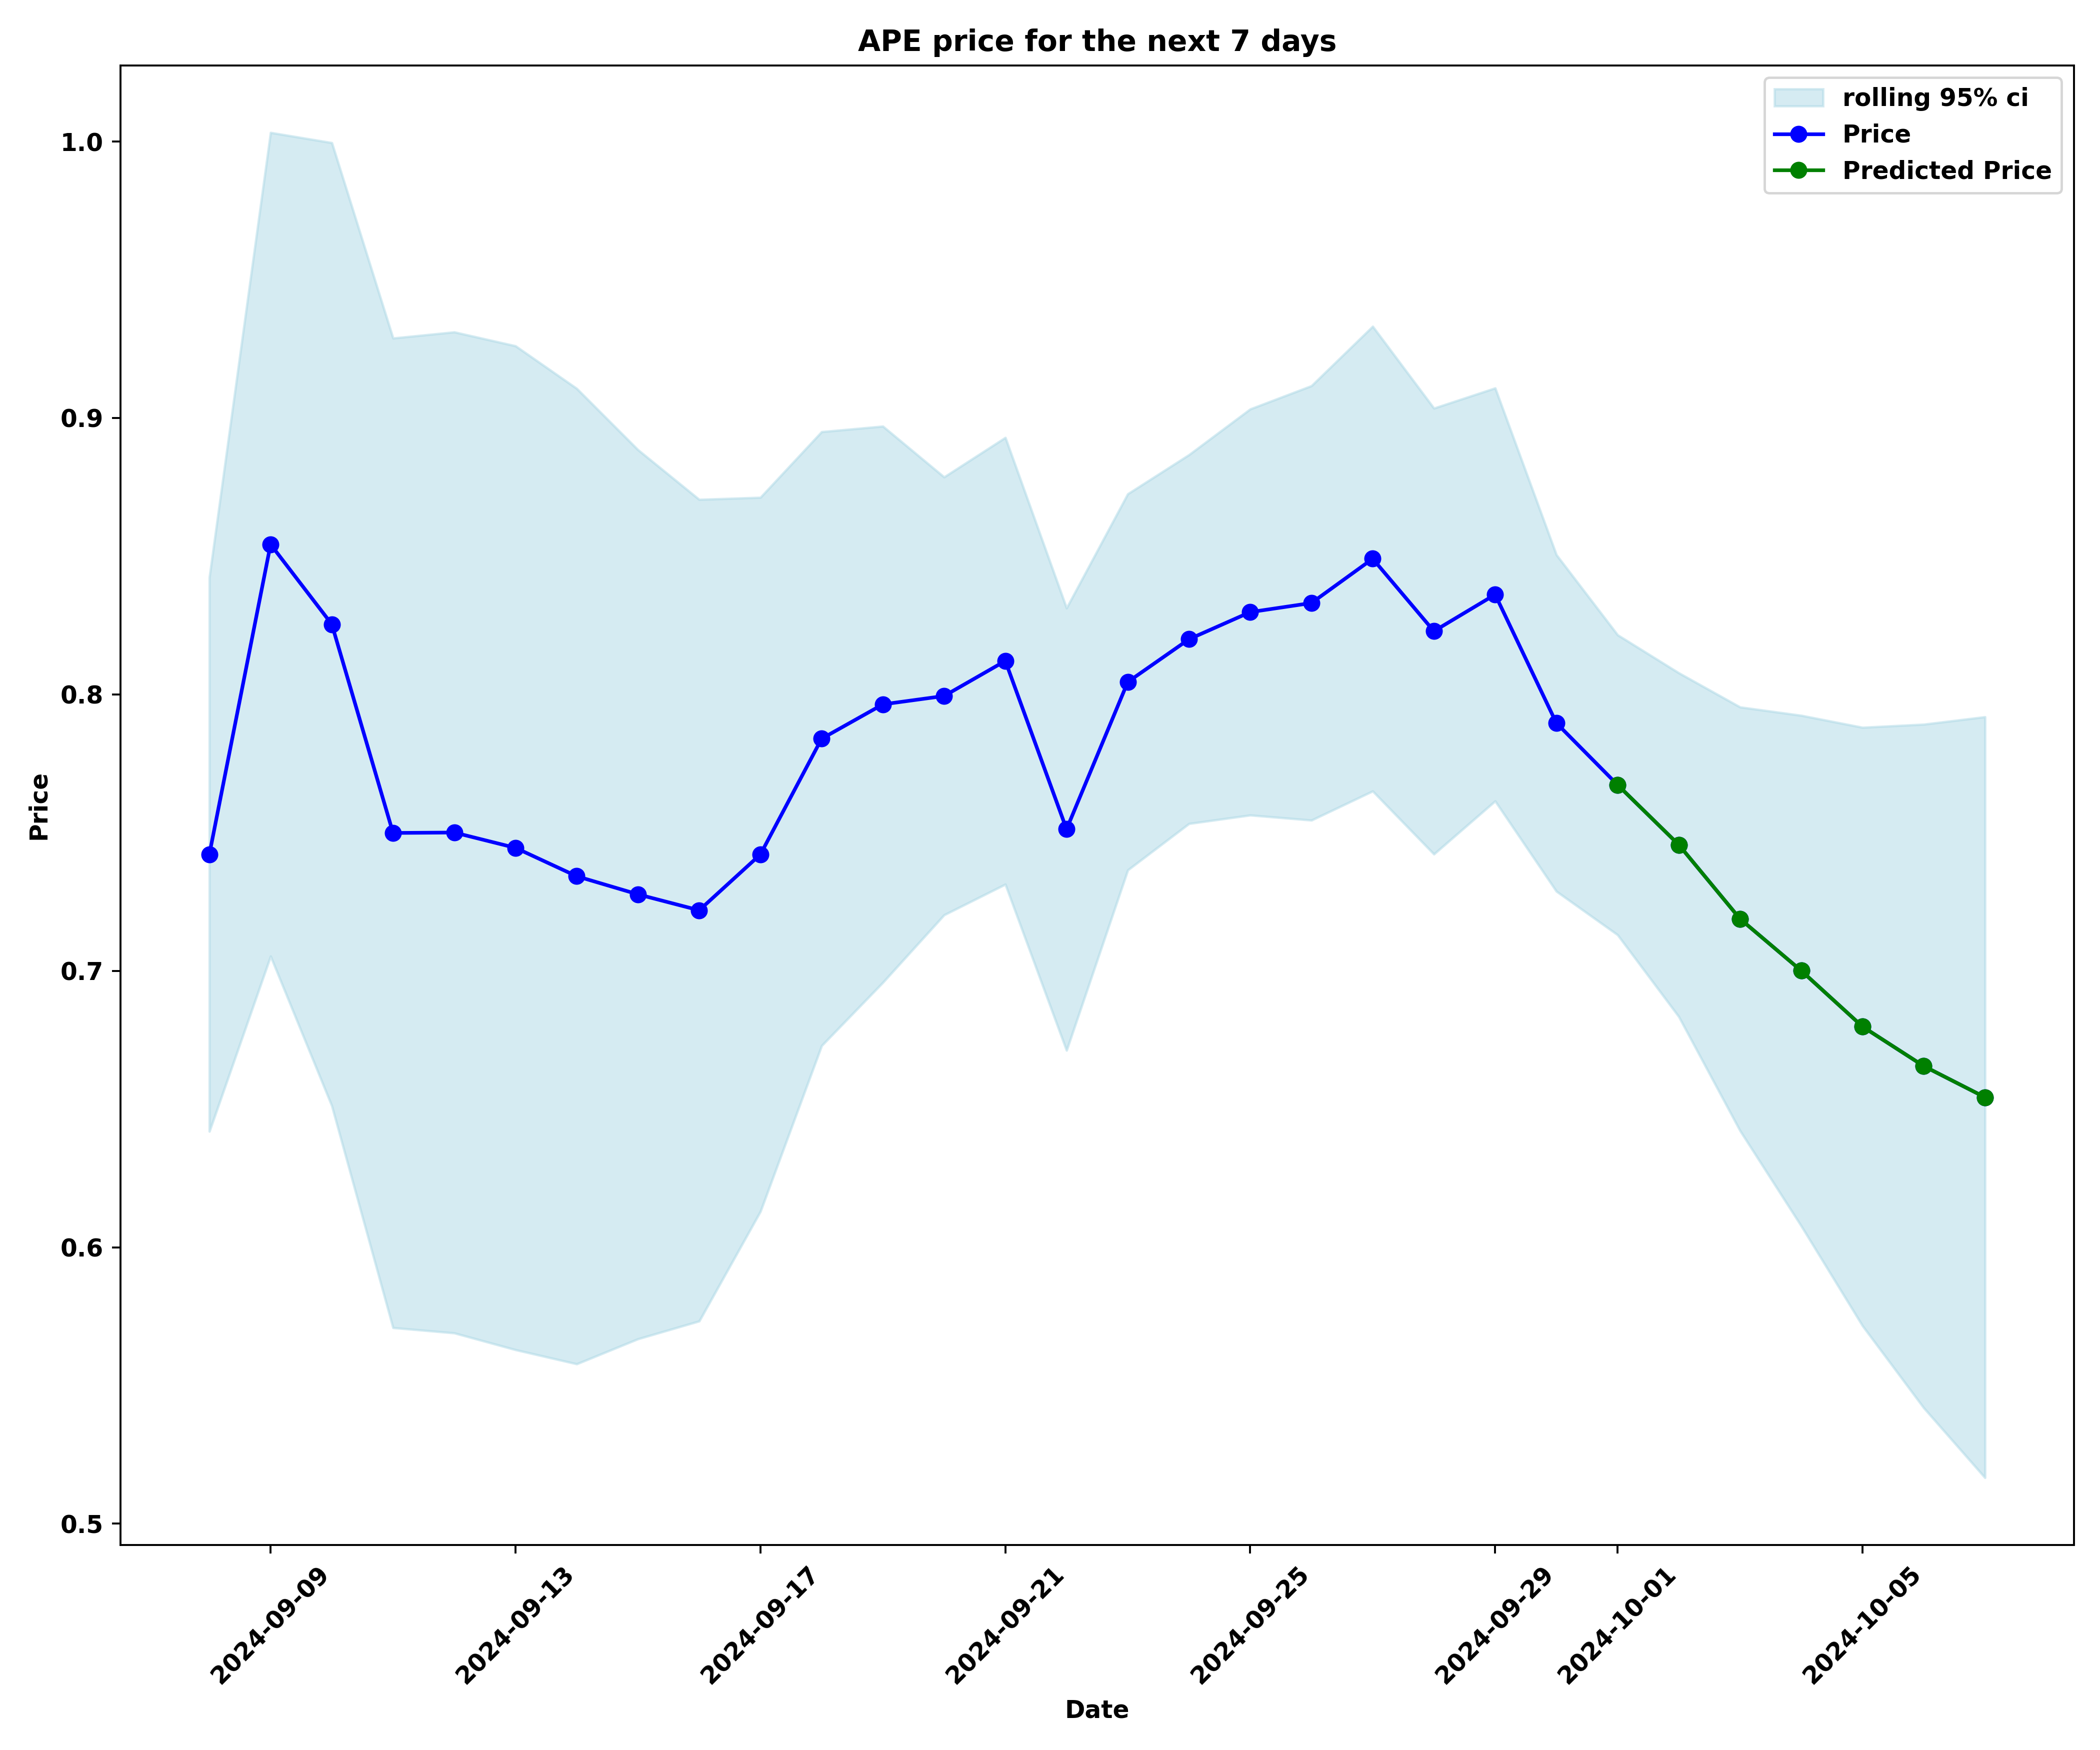 APE price for the next 7 days
rolling 95% ci
Price
Predicted Price
1.0
0.9
0.8
0.7
0.6
0.5
Price
2024-09-09
2024-09-13
2024-09-17
2024-09-21
2024-09-25
2024-09-29
2024-10-01
2024-10-05
Date